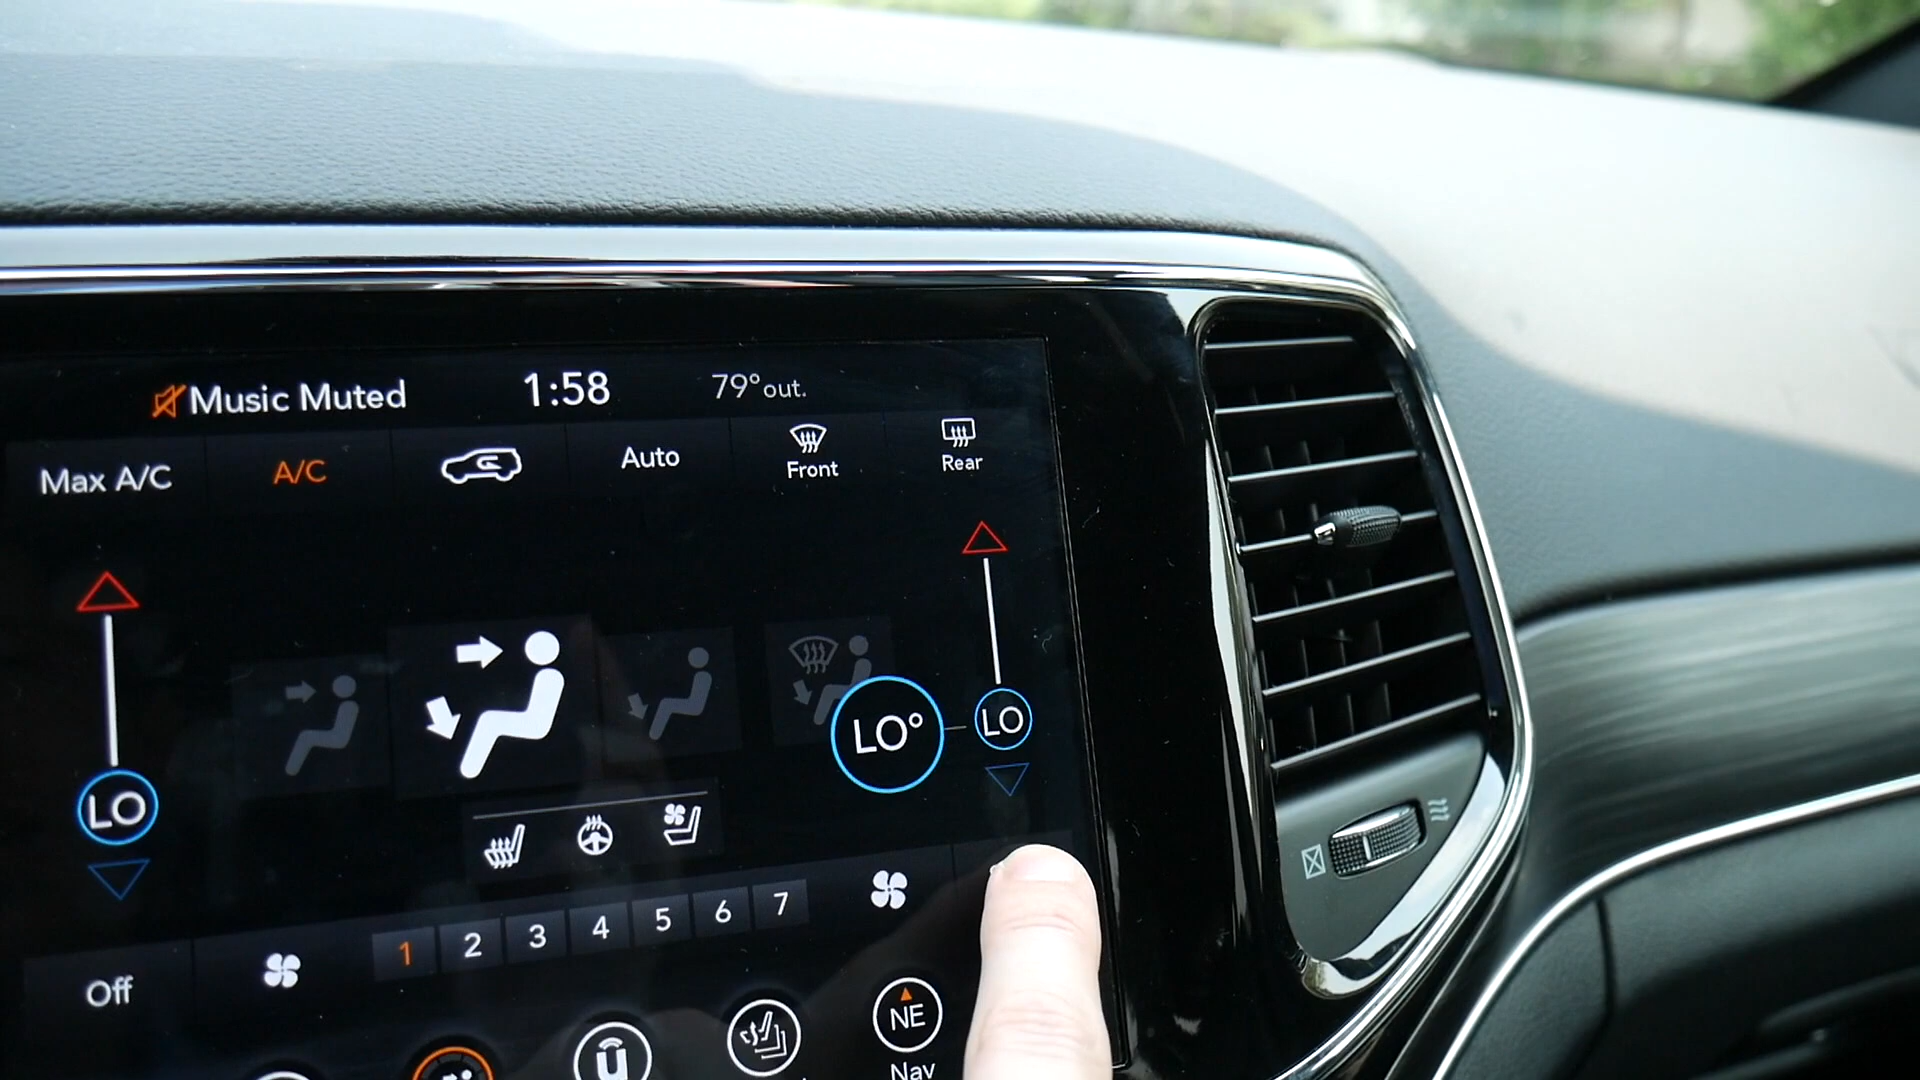 Music Muted 1:58 79° out.
Max A/C A/C Auto Front Rear
LO LO° LO
Off 1 2 3 4 5 6 7
NE
Nav